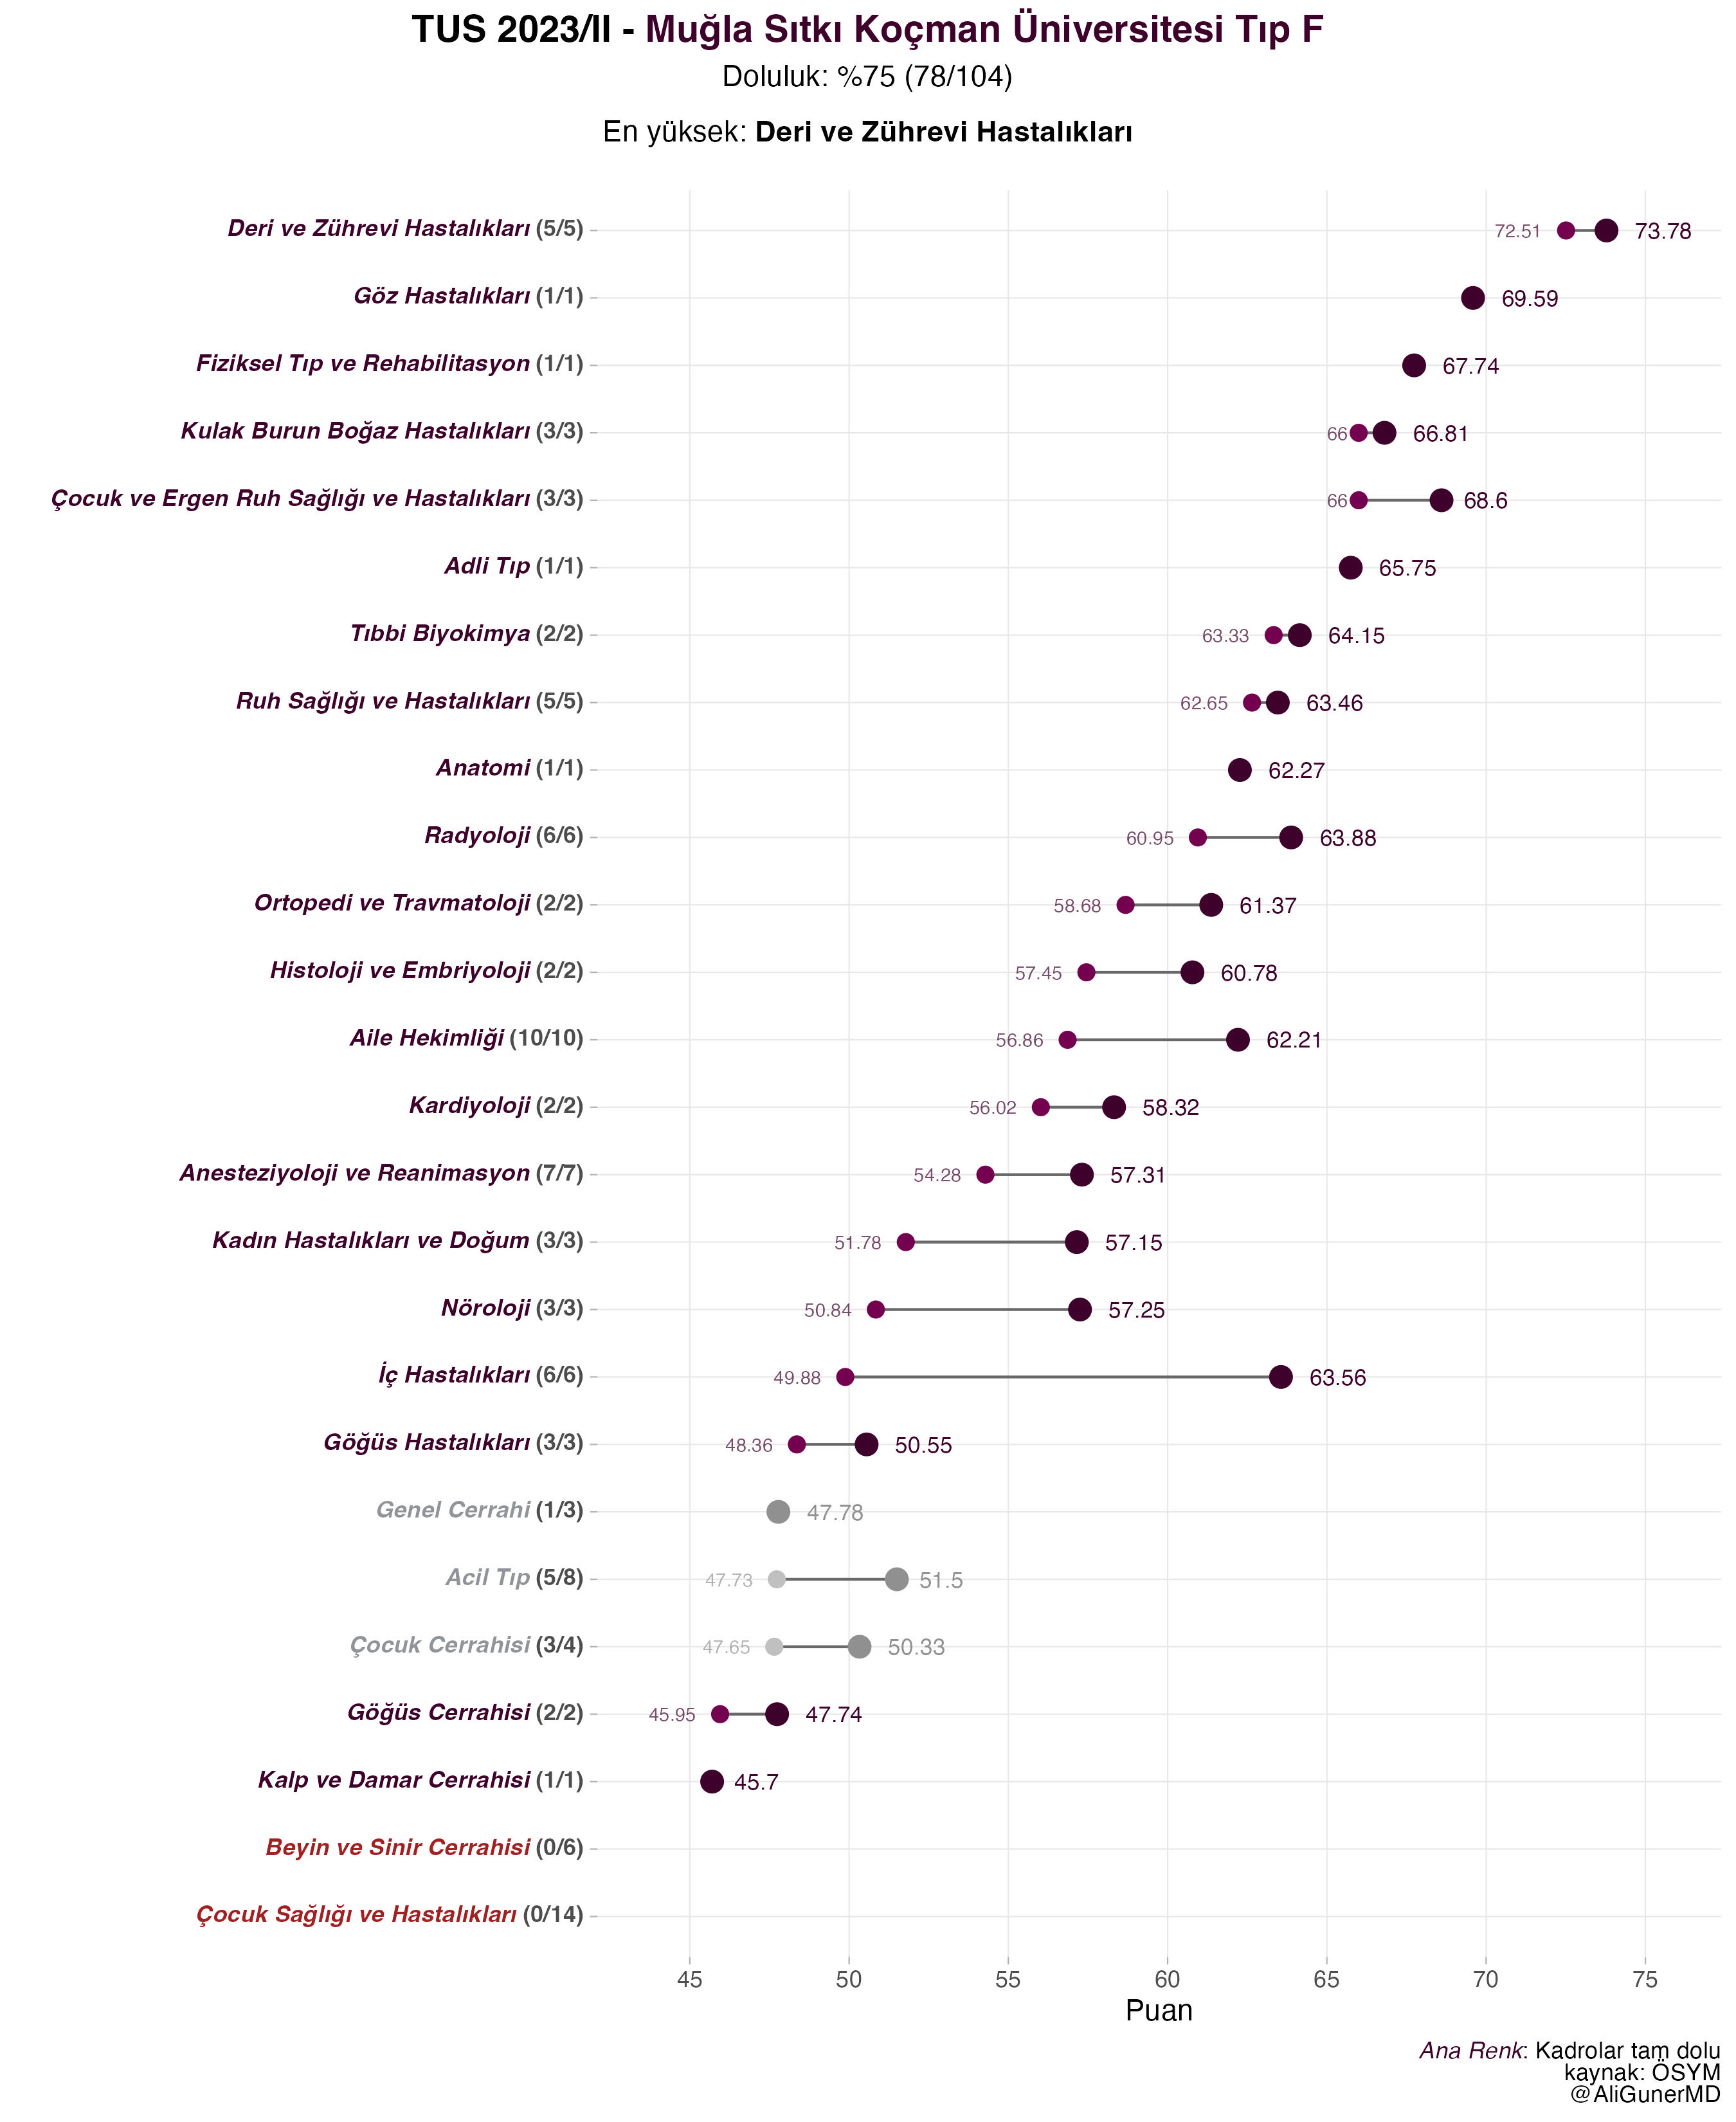 TUS 2023/II - Muğla Sıtkı Koçman Üniversitesi Tıp F
Doluluk: %75 (78/104)
En yüksek: Deri ve Zührevi Hastalıkları
Deri ve Zührevi Hastalıkları (5/5) 72.51 73.78
Göz Hastalıkları (1/1) 69.59
Fiziksel Tıp ve Rehabilitasyon (1/1) 67.74
Kulak Burun Boğaz Hastalıkları (3/3) 66 66.81
Çocuk ve Ergen Ruh Sağlığı ve Hastalıkları (3/3) 66 68.6
Adli Tıp (1/1) 65.75
Tıbbi Biyokimya (2/2) 63.33 64.15
Ruh Sağlığı ve Hastalıkları (5/5) 62.65 63.46
Anatomi (1/1) 62.27
Radyoloji (6/6) 60.95 63.88
Ortopedi ve Travmatoloji (2/2) 58.68 61.37
Histoloji ve Embriyoloji (2/2) 57.45 60.78
Aile Hekimliği (10/10) 56.86 62.21
Kardiyoloji (2/2) 56.02 58.32
Anesteziyoloji ve Reanimasyon (7/7) 54.28 57.31
Kadın Hastalıkları ve Doğum (3/3) 51.78 57.15
Nöroloji (3/3) 50.84 57.25
İç Hastalıkları (6/6) 49.88 63.56
Göğüs Hastalıkları (3/3) 48.36 50.55
Genel Cerrahi (1/3) 47.78
Acil Tıp (5/8) 47.73 51.5
Çocuk Cerrahisi (3/4) 47.65 50.33
Göğüs Cerrahisi (2/2) 45.95 47.74
Kalp ve Damar Cerrahisi (1/1) 45.7
Beyin ve Sinir Cerrahisi (0/6)
Çocuk Sağlığı ve Hastalıkları (0/14)
45 50 55 60 65 70 75
Puan
Ana Renk: Kadrolar tam dolu
kaynak: ÖSYM
@AliGunerMD